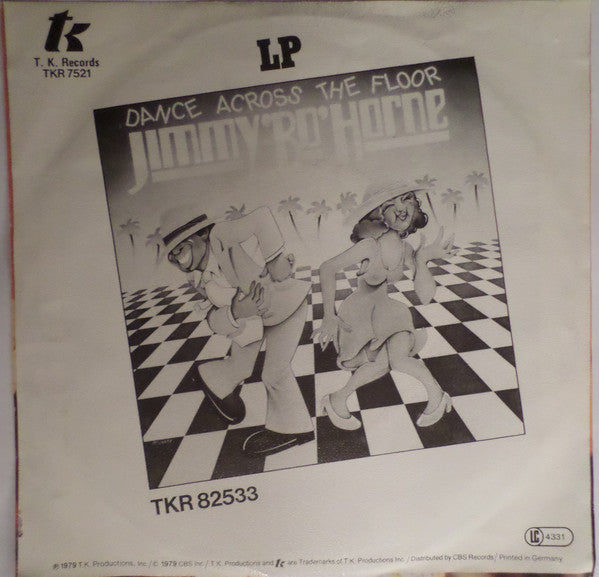 tk
T. K. Records
TKR 7521
LP
DANCE ACROSS THE FLOOR
Jimmy "Bo" Horne
TKR 82533
LC 4331
℗ 1979 T.K. Productions, Inc. / © 1979 CBS Inc. / T.K. Productions and tk are Trademarks of T.K. Productions Inc. / Distributed by CBS Records / Printed in Germany